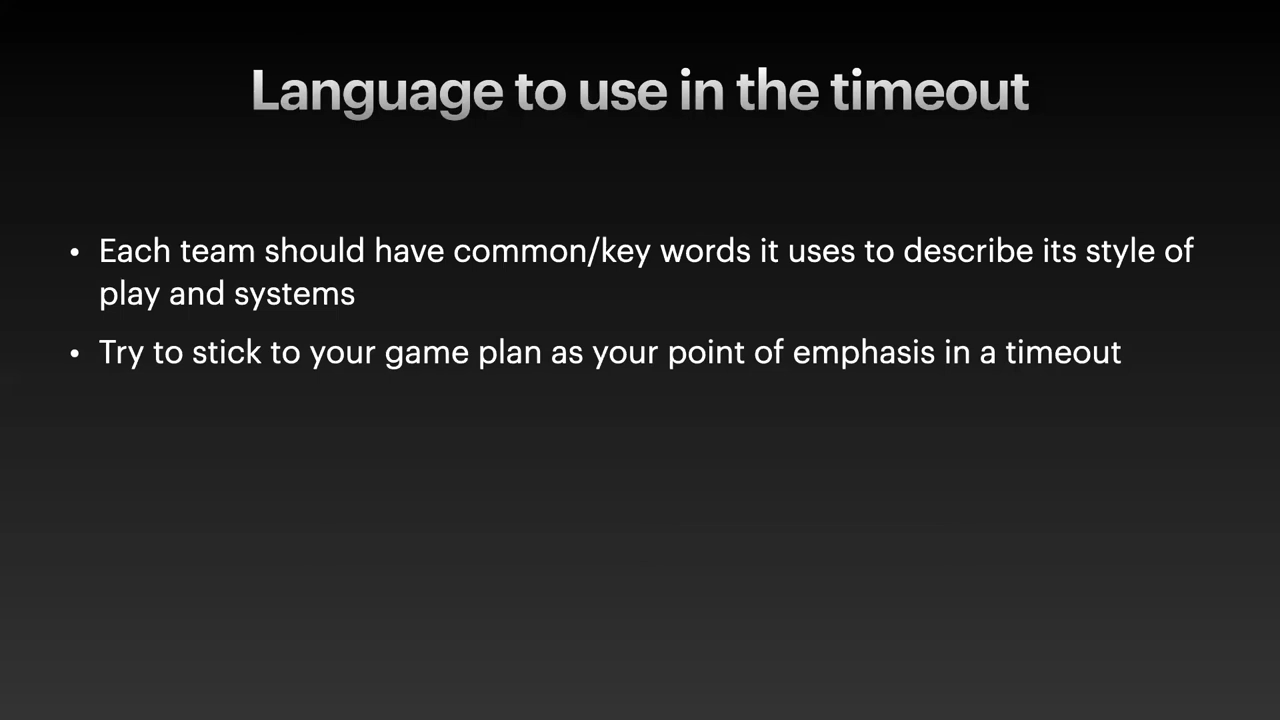 Language to use in the timeout
• Each team should have common/key words it uses to describe its style of
play and systems
• Try to stick to your game plan as your point of emphasis in a timeout